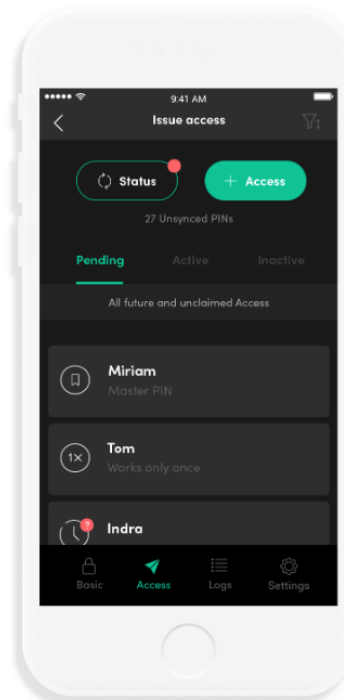 9:41 AM
Issue access
Status
+ Access
27 Unsynced PINs
Pending Active Inactive
All future and unclaimed Access
Miriam
Master PIN
1×
Tom
Works only once
?
Indra
Basic Access Logs Settings